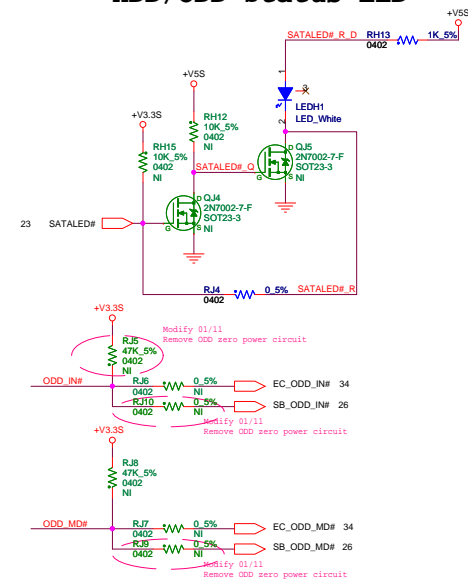 HDD/ODD Status LED
+V5S
SATALED#_R_D
RH13
1K_5%
0402
1
3
LEDH1
LED_White
2
+V5S
RH12
10K_5%
0402
NI
+V3.3S
RH15
10K_5%
0402
NI
SATALED#_Q
D
QJ5
2N7002-7-F
SOT23-3
NI
G
S
D
QJ4
2N7002-7-F
SOT23-3
NI
G
S
23 SATALED#
RJ4
0_5%
SATALED#_R
0402
+V3.3S
Modify 01/11
Remove ODD zero power circuit
RJ5
47K_5%
0402
NI
ODD_IN#
RJ6
0_5%
EC_ODD_IN# 34
0402
NI
RJ10
0_5%
SB_ODD_IN# 26
0402
NI
Modify 01/11
Remove ODD zero power circuit
+V3.3S
RJ8
47K_5%
0402
NI
ODD_MD#
RJ7
0_5%
EC_ODD_MD# 34
0402
NI
RJ9
0_5%
SB_ODD_MD# 26
0402
NI
Modify 01/11
Remove ODD zero power circuit